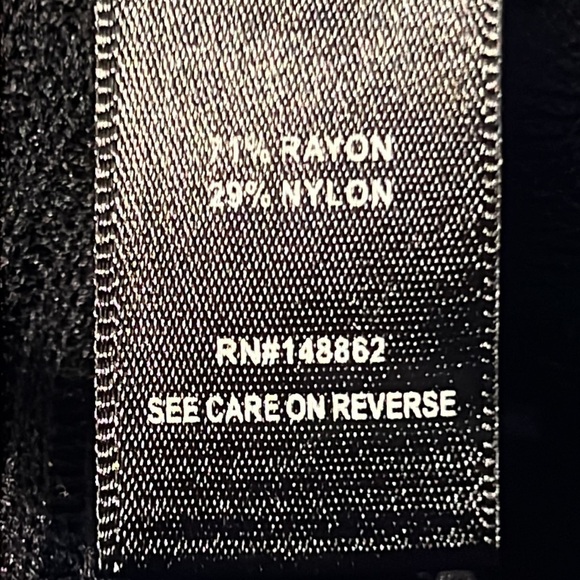 71% RAYON
29% NYLON
RN#148862
SEE CARE ON REVERSE